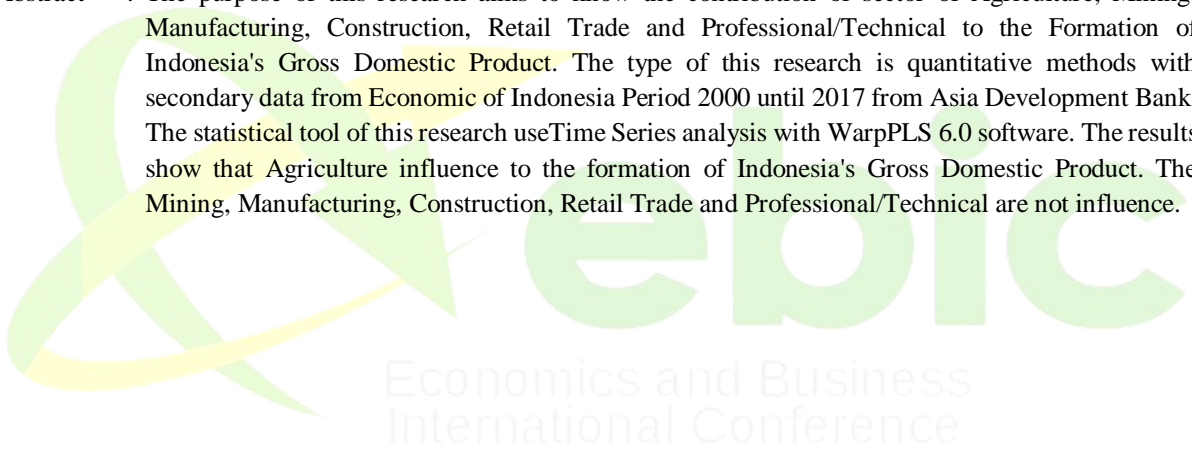 Abstract : The purpose of this research aims to know the contribution of sector of Agriculture, Mining,
Manufacturing, Construction, Retail Trade and Professional/Technical to the Formation of
Indonesia's Gross Domestic Product. The type of this research is quantitative methods with
secondary data from Economic of Indonesia Period 2000 until 2017 from Asia Development Bank.
The statistical tool of this research useTime Series analysis with WarpPLS 6.0 software. The results
show that Agriculture influence to the formation of Indonesia's Gross Domestic Product. The
Mining, Manufacturing, Construction, Retail Trade and Professional/Technical are not influence.
ebic
Economics and Business
International Conference